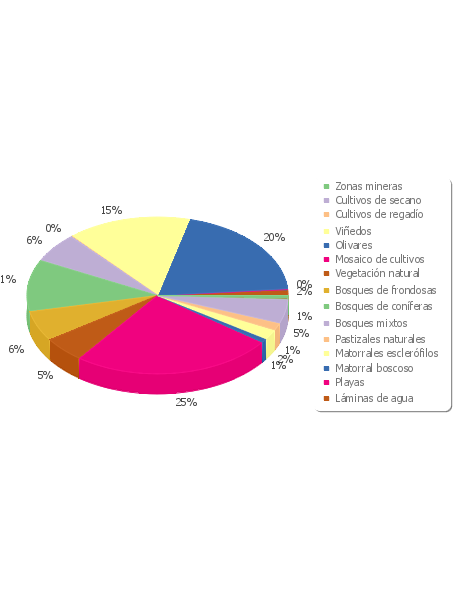 15%
20%
0%
6%
1%
6%
5%
25%
0%
2%
1%
5%
1%
2%
1%
Zonas mineras
Cultivos de secano
Cultivos de regadío
Viñedos
Olivares
Mosaico de cultivos
Vegetación natural
Bosques de frondosas
Bosques de coníferas
Bosques mixtos
Pastizales naturales
Matorrales esclerófilos
Matorral boscoso
Playas
Láminas de agua